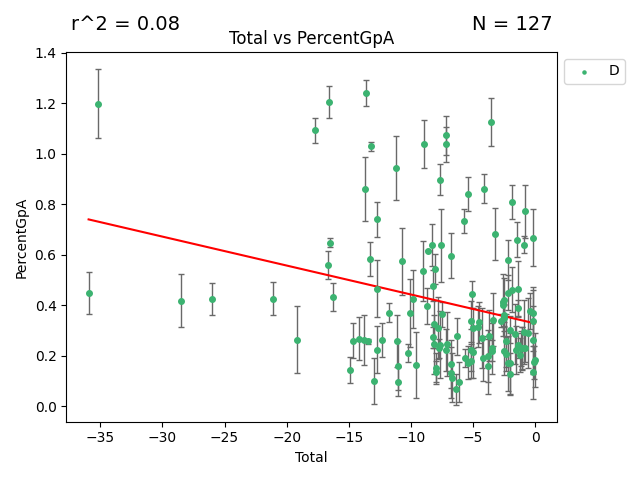 r^2 = 0.08
N = 127
Total vs PercentGpA
D
1.4
1.2
1.0
0.8
0.6
0.4
0.2
0.0
PercentGpA
−35
−30
−25
−20
−15
−10
−5
0
Total